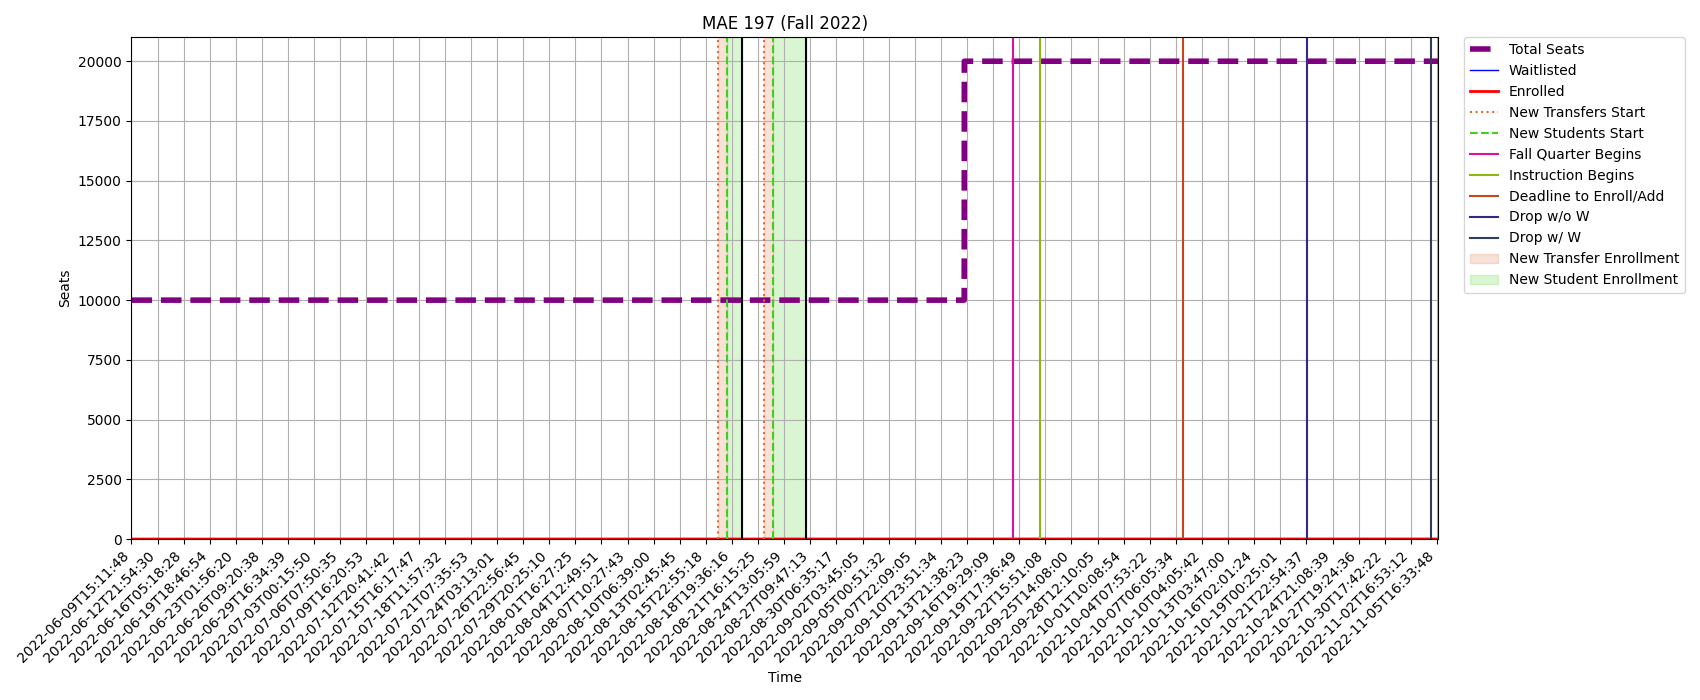 MAE 197 (Fall 2022)
Seats
20000
17500
15000
12500
10000
7500
5000
2500
0
2022-06-09T15:11:48
2022-06-12T21:54:30
2022-06-16T05:18:28
2022-06-19T18:46:54
2022-06-23T01:56:20
2022-06-26T09:20:38
2022-06-29T16:34:39
2022-07-03T00:15:50
2022-07-06T07:50:35
2022-07-09T16:20:53
2022-07-12T20:41:42
2022-07-15T16:17:47
2022-07-18T11:57:32
2022-07-21T07:35:53
2022-07-24T03:13:01
2022-07-26T22:56:45
2022-07-29T20:25:10
2022-08-01T16:27:25
2022-08-04T12:49:51
2022-08-07T10:27:43
2022-08-10T06:39:00
2022-08-13T02:45:45
2022-08-15T22:55:18
2022-08-18T19:36:16
2022-08-21T16:15:25
2022-08-24T13:05:59
2022-08-27T09:47:13
2022-08-30T06:35:17
2022-09-02T03:45:05
2022-09-05T00:51:32
2022-09-07T22:09:05
2022-09-10T23:51:34
2022-09-13T21:38:23
2022-09-16T19:29:09
2022-09-19T17:36:49
2022-09-22T15:51:08
2022-09-25T14:08:00
2022-09-28T12:10:05
2022-10-01T10:08:54
2022-10-04T07:53:22
2022-10-07T06:05:34
2022-10-10T04:05:42
2022-10-13T03:47:00
2022-10-16T02:01:24
2022-10-19T00:25:01
2022-10-21T22:54:37
2022-10-24T21:08:39
2022-10-27T19:24:36
2022-10-30T17:42:22
2022-11-02T16:53:12
2022-11-05T16:33:48
Time
Total Seats
Waitlisted
Enrolled
New Transfers Start
New Students Start
Fall Quarter Begins
Instruction Begins
Deadline to Enroll/Add
Drop w/o W
Drop w/ W
New Transfer Enrollment
New Student Enrollment